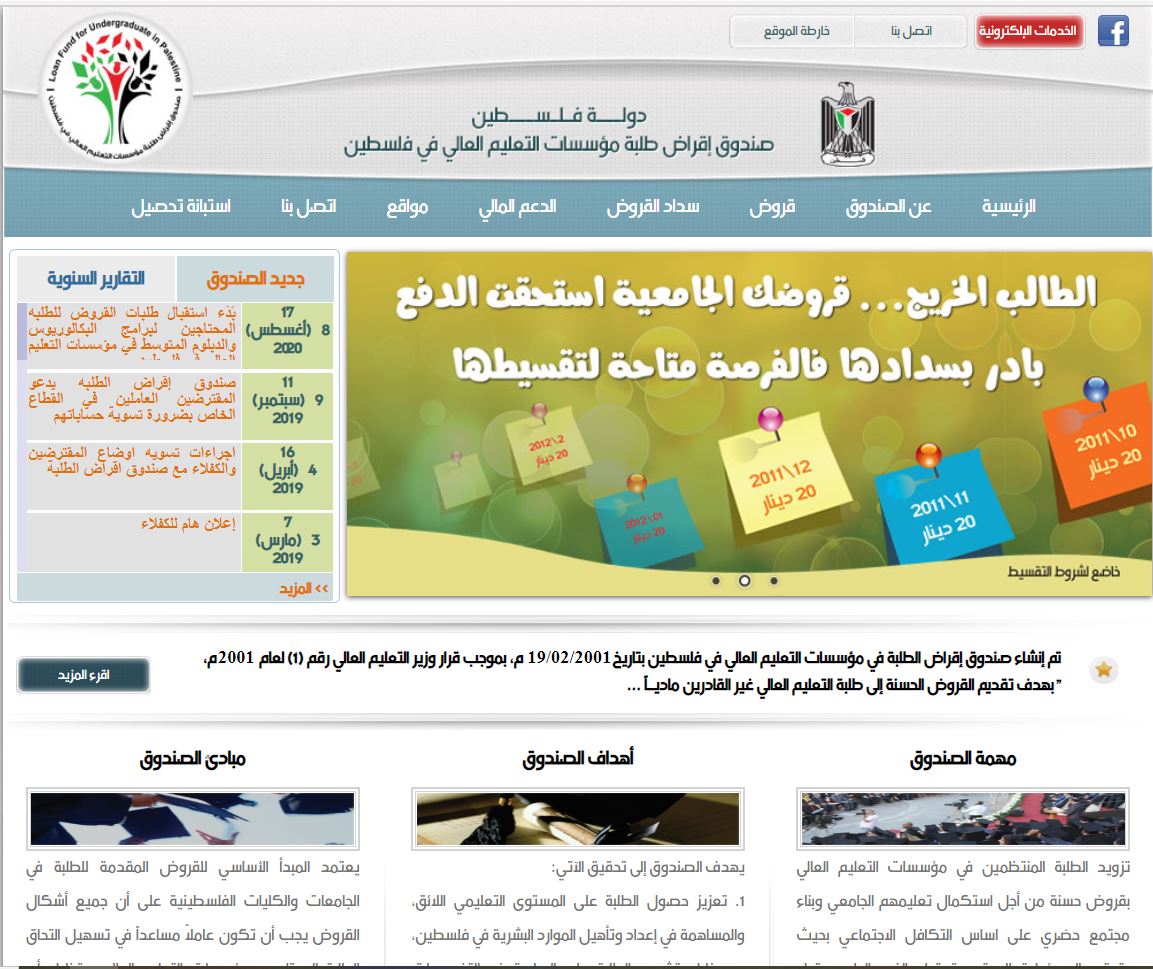 Loan Fund for Undergraduate in Palestine
صندوق إقراض طلبة مؤسسات التعليم العالي في فلسطين
الخدمات الإلكترونية
اتصل بنا
خارطة الموقع
دولـــة فـلـســـــطين
صندوق إقراض طلبة مؤسسات التعليم العالي في فلسطين
فلسطين
الرئيسية
عن الصندوق
قروض
سداد القروض
الدعم المالي
مواقع
اتصل بنا
استبانة تحصيل
الطالب الخريج... قروضك الجامعية استحقت الدفع
بادر بسدادها فالفرصة متاحة لتقسيطها
2011\10
20 دينار
2011\11
20 دينار
2011\12
20 دينار
2012\01
20 دينار
2012\2
20 دينار
خاضع لشروط التقسيط
جديد الصندوق
التقارير السنوية
17
8 (أغسطس)
2020
بَدْء استقبال طلبات القروض للطلبه
المحتاجين لبرامج البكالوريوس
والدبلوم المتوسط في مؤسسات التعليم
11
9 (سبتمبر)
2019
صندوق إقراض الطلبه يدعو
المقترضين العاملين في القطاع
الخاص بضرورة تسوية حساباتهم
16
4 (أبريل)
2019
اجراءات تسويه اوضاع المقترضين
والكفلاء مع صندوق اقراض الطلبة
7
3 (مارس)
2019
إعلان هام للكفلاء
>> المزيد
تم إنشاء صندوق إقراض الطلبة في مؤسسات التعليم العالي في فلسطين بتاريخ 19/02/2001 م، بموجب قرار وزير التعليم العالي رقم (1) لعام 2001م،
" بهدف تقديم القروض الحسنة إلى طلبة التعليم العالي غير القادرين ماديــاً ...
اقرء المزيد
مهمة الصندوق
تزويد الطلبة المنتظمين في مؤسسات التعليم العالي
بقروض حسنة من أجل استكمال تعليمهم الجامعي وبناء
مجتمع حضري على اساس التكافل الاجتماعي بحيث
أهداف الصندوق
يهدف الصندوق إلى تحقيق الآتي:
1. تعزيز حصول الطلبة على المستوى التعليمي اللائق،
والمساهمة في إعداد وتأهيل الموارد البشرية في فلسطين،
مبادئ الصندوق
يعتمد المبدأ الأساسي للقروض المقدمة للطلبة في
الجامعات والكليات الفلسطينية على أن جميع أشكال
القروض يجب أن تكون عاملاً مساعداً في تسهيل التحاق